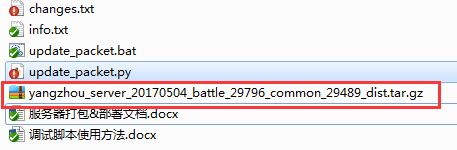 changes.txt
info.txt
update_packet.bat
update_packet.py
yangzhou_server_20170504_battle_29796_common_29489_dist.tar.gz
服务器打包&部署文档.docx
调试脚本使用方法.docx